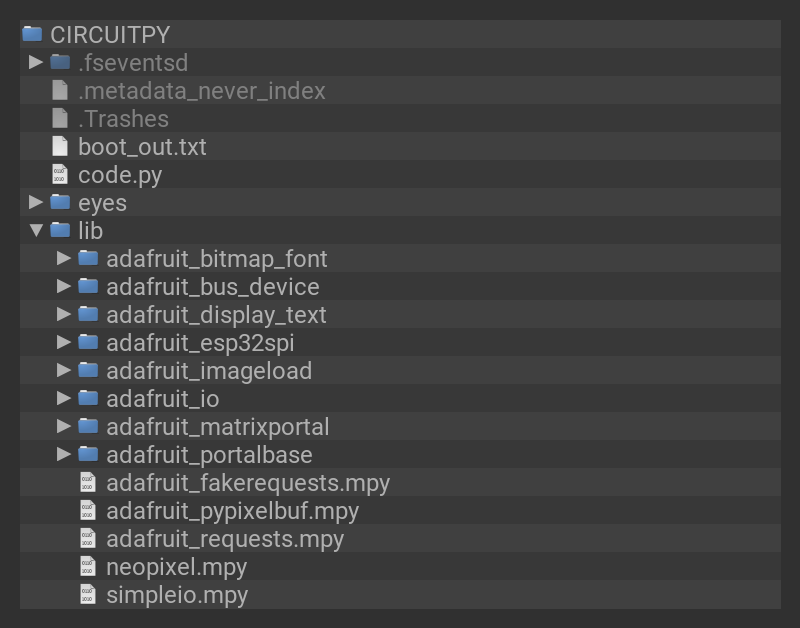 CIRCUITPY
.fseventsd
.metadata_never_index
.Trashes
boot_out.txt
code.py
eyes
lib
adafruit_bitmap_font
adafruit_bus_device
adafruit_display_text
adafruit_esp32spi
adafruit_imageload
adafruit_io
adafruit_matrixportal
adafruit_portalbase
adafruit_fakerequests.mpy
adafruit_pypixelbuf.mpy
adafruit_requests.mpy
neopixel.mpy
simpleio.mpy